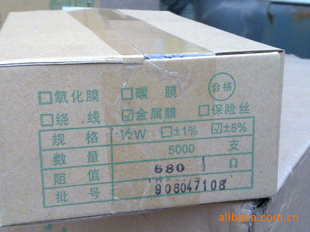 合格
□氧化膜 □碳膜
□绕线 ☑金属膜 □保险丝
规格 ½W □±1% ☑±5%
数量 5000 支
阻值 680 Ω
批号 908047108
alibaba.com.cn